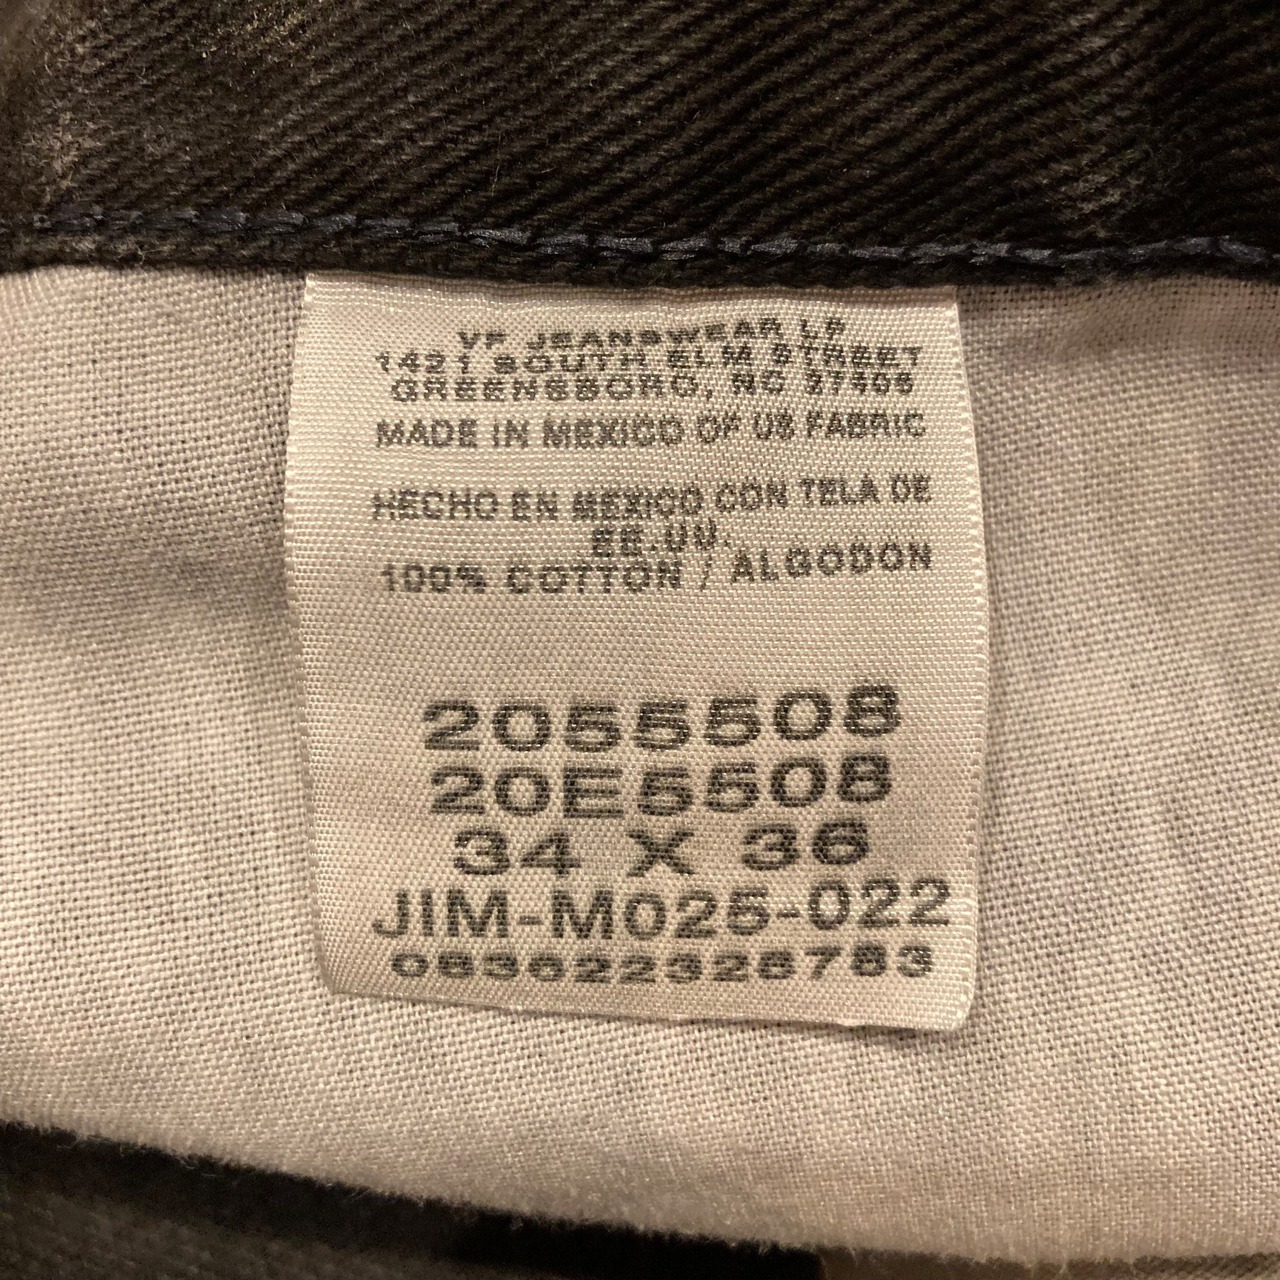 VF JEANSWEAR LP
1421 SOUTH ELM STREET
GREENSBORO, NC 27406
MADE IN MEXICO OF US FABRIC
HECHO EN MEXICO CON TELA DE
EE.UU.
100% COTTON / ALGODON
2055508
20E5508
34 X 36
JIM-M025-022